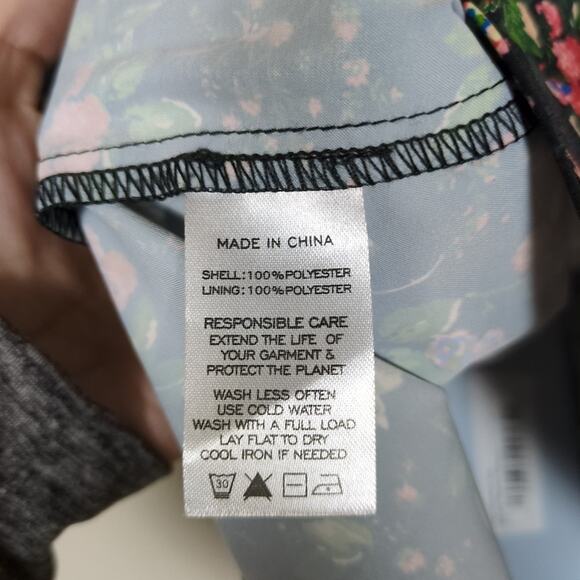 MADE IN CHINA
SHELL:100%POLYESTER
LINING:100%POLYESTER
RESPONSIBLE CARE
EXTEND THE LIFE OF
YOUR GARMENT &
PROTECT THE PLANET
WASH LESS OFTEN
USE COLD WATER
WASH WITH A FULL LOAD
LAY FLAT TO DRY
COOL IRON IF NEEDED
30